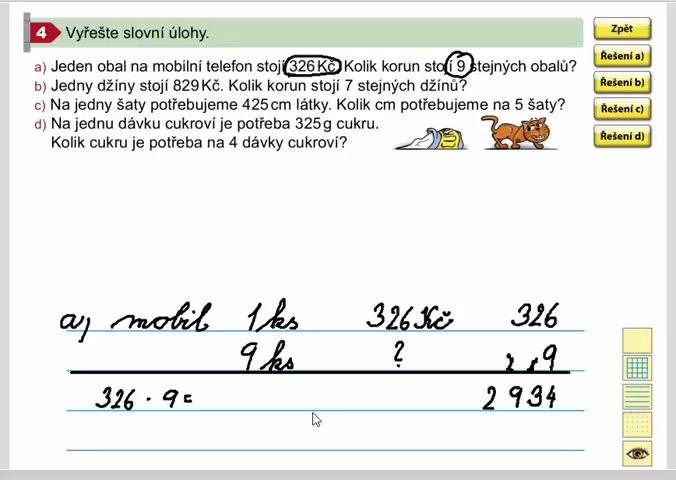 4 Vyřešte slovní úlohy.
Zpět
a) Jeden obal na mobilní telefon stojí 326 Kč. Kolik korun stojí 9 stejných obalů?
Řešení a)
b) Jedny džíny stojí 829 Kč. Kolik korun stojí 7 stejných džínů?
Řešení b)
c) Na jedny šaty potřebujeme 425 cm látky. Kolik cm potřebujeme na 5 šaty?
Řešení c)
d) Na jednu dávku cukroví je potřeba 325 g cukru.
Kolik cukru je potřeba na 4 dávky cukroví?
Řešení d)
a) mobil 1 ks 326 Kč 326
9 ks ? 9
326 · 9 = 2 934